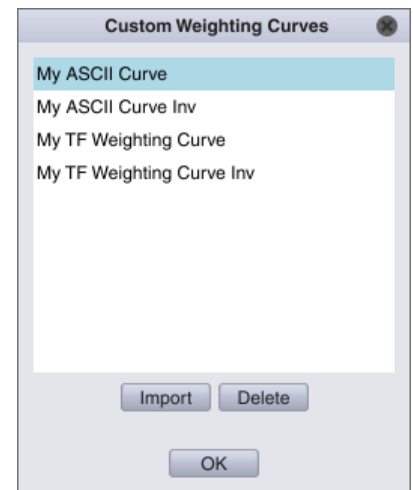 Custom Weighting Curves
My ASCII Curve
My ASCII Curve Inv
My TF Weighting Curve
My TF Weighting Curve Inv
Import Delete
OK